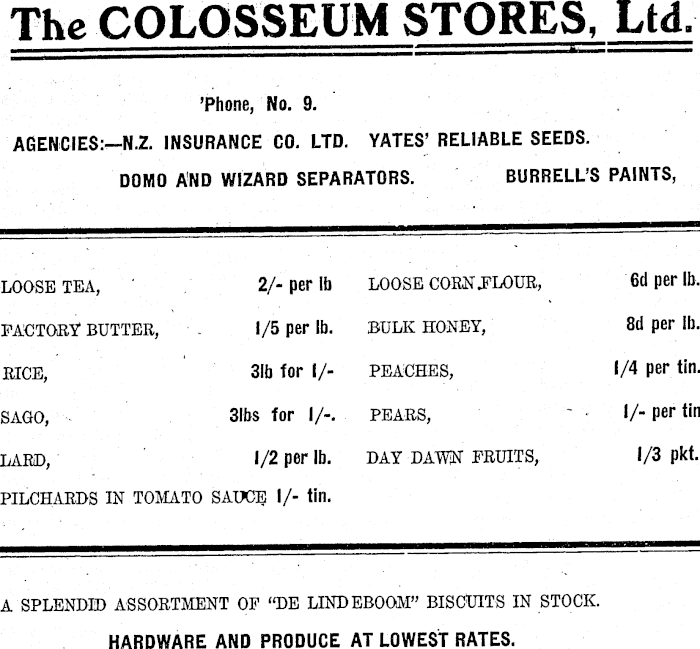 The COLOSSEUM STORES, Ltd.
'Phone, No. 9.
AGENCIES:—N.Z. INSURANCE CO. LTD. YATES' RELIABLE SEEDS.
DOMO AND WIZARD SEPARATORS. BURRELL'S PAINTS,
LOOSE TEA, 2/- per lb LOOSE CORN FLOUR, 6d per lb.
FACTORY BUTTER, 1/5 per lb. BULK HONEY, 8d per lb.
RICE, 3lb for 1/- PEACHES, 1/4 per tin.
SAGO, 3lbs for 1/-. PEARS, 1/- per tin
LARD, 1/2 per lb. DAY DAWN FRUITS, 1/3 pkt.
PILCHARDS IN TOMATO SAUCE 1/- tin.
A SPLENDID ASSORTMENT OF "DE LINDEBOOM" BISCUITS IN STOCK.
HARDWARE AND PRODUCE AT LOWEST RATES.